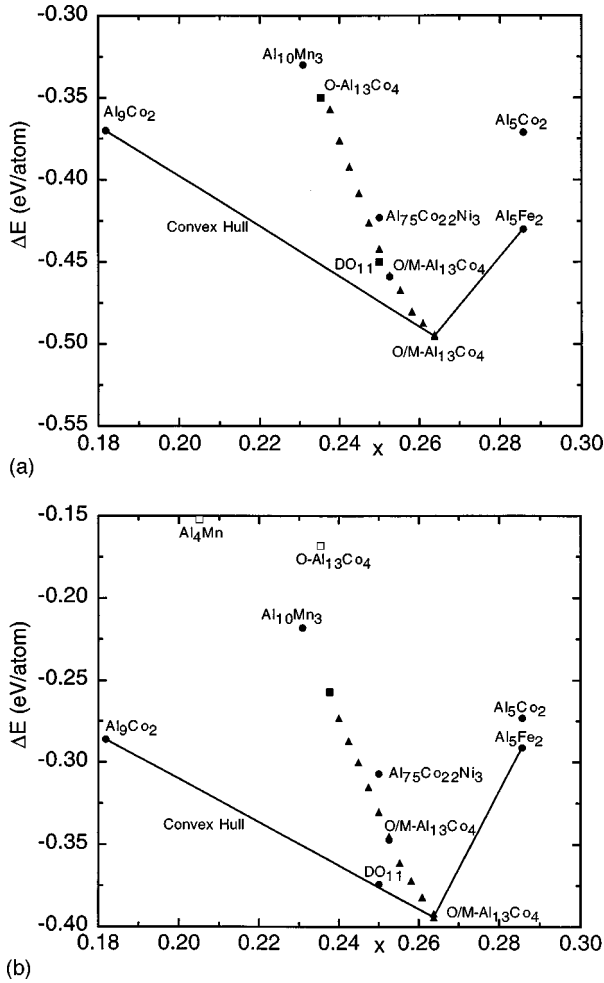 -0.30
Al10Mn3
O-Al13Co4
-0.35
Al9Co2
Al5Co2
-0.40
ΔE (eV/atom)
Al75Co22Ni3
Al5Fe2
Convex Hull
-0.45
DO11
O/M-Al13Co4
-0.50
O/M-Al13Co4
-0.55
0.18 0.20 0.22 0.24 0.26 0.28 0.30
x
(a)
-0.15
Al4Mn
O-Al13Co4
-0.20
Al10Mn3
-0.25
ΔE (eV/atom)
Al9Co2
Al5Co2
Al5Fe2
-0.30
Al75Co22Ni3
Convex Hull
O/M-Al13Co4
-0.35
DO11
O/M-Al13Co4
-0.40
0.18 0.20 0.22 0.24 0.26 0.28 0.30
x
(b)